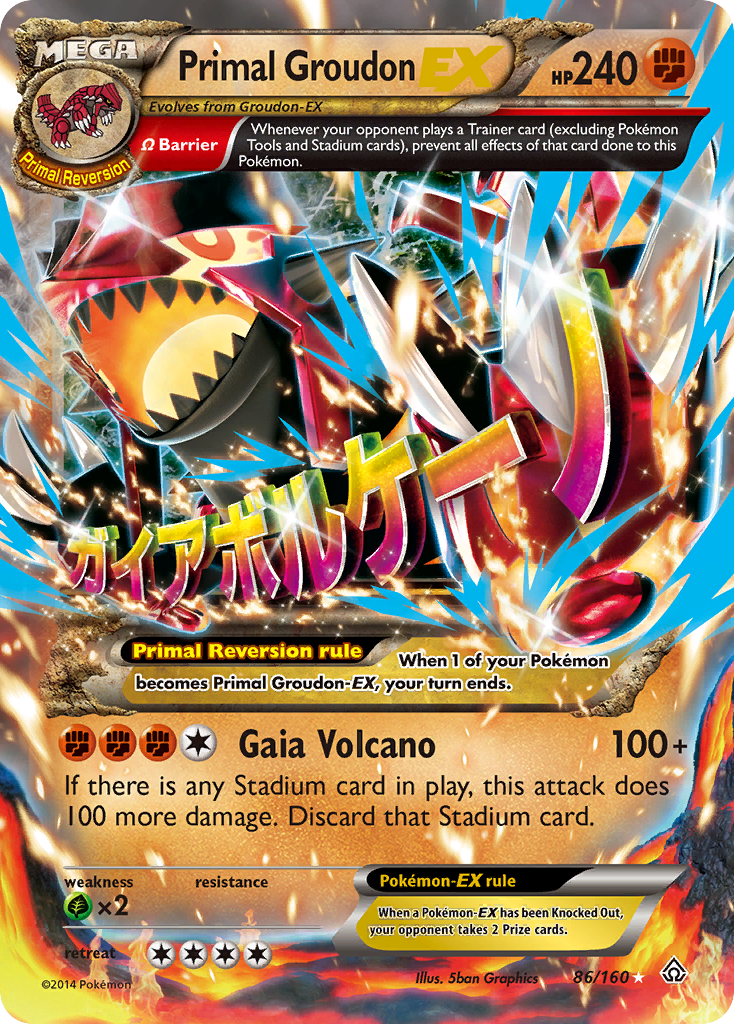 MEGA
Primal Groudon EX
HP240
Evolves from Groudon-EX
Primal Reversion
Ω Barrier
Whenever your opponent plays a Trainer card (excluding Pokémon
Tools and Stadium cards), prevent all effects of that card done to this
Pokémon.
ガイアボルケーノ
Primal Reversion rule
When 1 of your Pokémon
becomes Primal Groudon-EX, your turn ends.
Gaia Volcano 100+
If there is any Stadium card in play, this attack does
100 more damage. Discard that Stadium card.
weakness resistance
×2
retreat
Pokémon-EX rule
When a Pokémon-EX has been Knocked Out,
your opponent takes 2 Prize cards.
©2014 Pokémon
Illus. 5ban Graphics
86/160